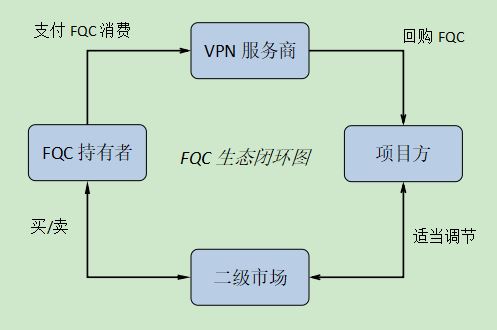 支付 FQC 消费
VPN 服务商
回购 FQC
FQC 持有者
FQC 生态闭环图
项目方
买/卖
适当调节
二级市场